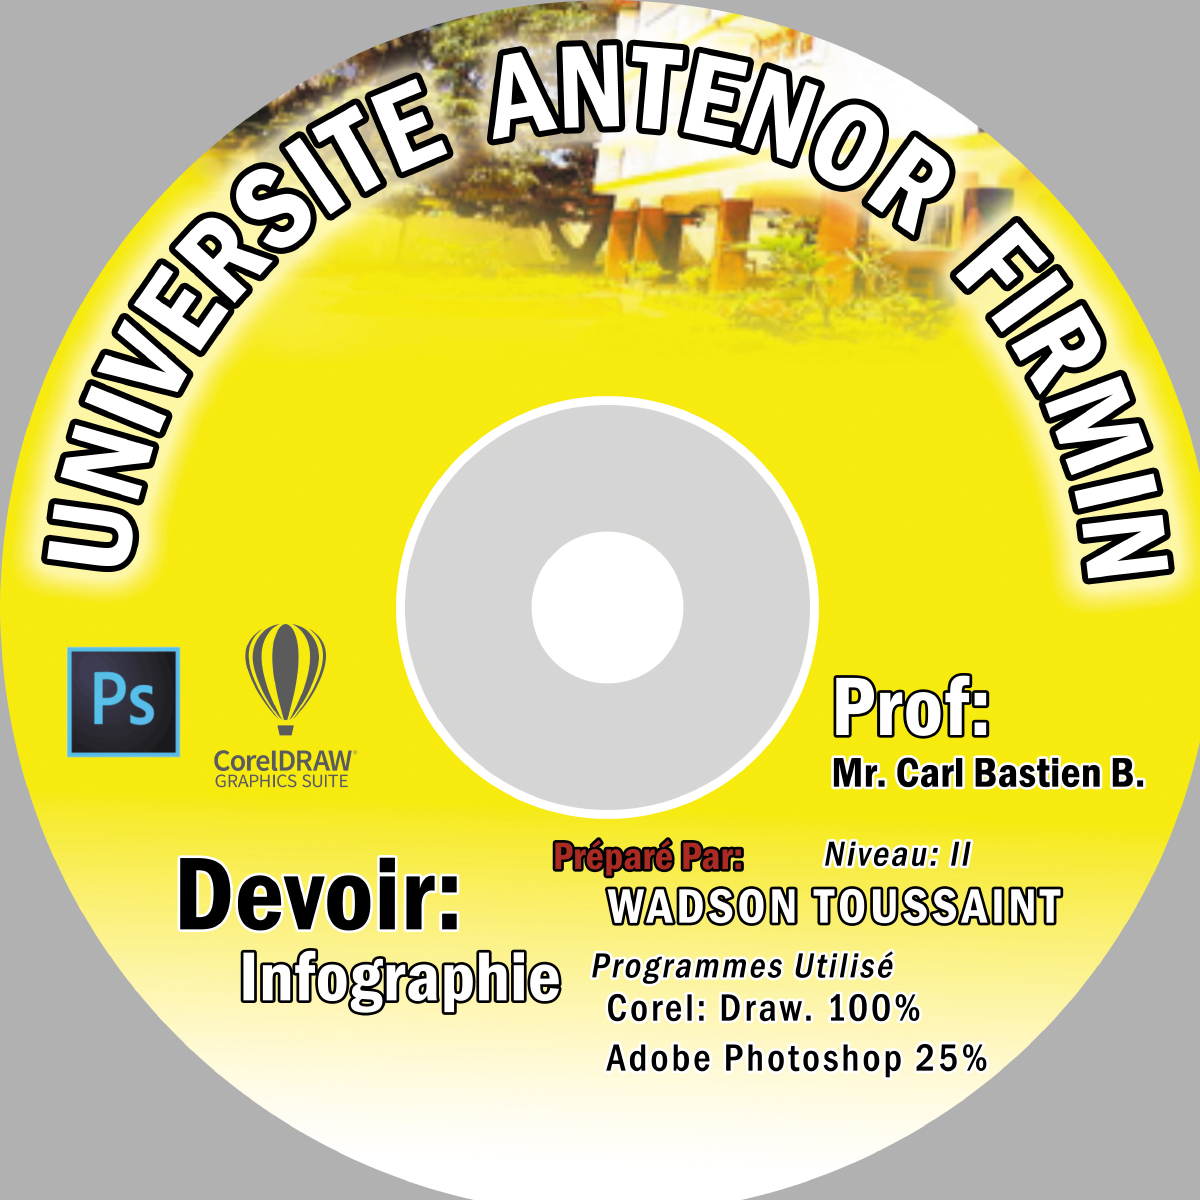 UNIVERSITE ANTENOR FIRMIN
Ps
CorelDRAW®
GRAPHICS SUITE
Prof:
Mr. Carl Bastien B.
Devoir:
Infographie
Préparé Par:
Niveau: II
WADSON TOUSSAINT
Programmes Utilisé
Corel: Draw. 100%
Adobe Photoshop 25%